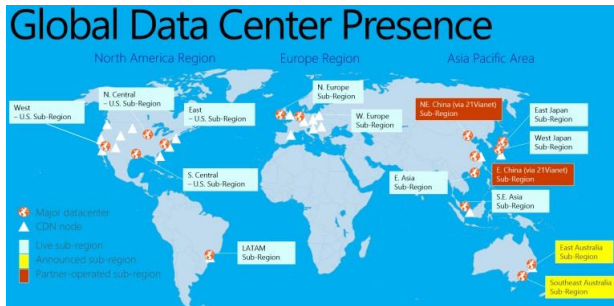 Global Data Center Presence
North America Region
Europe Region
Asia Pacific Area
N. Central
– U.S. Sub-Region
West
– U.S. Sub-Region
East
– U.S. Sub-Region
S. Central
– U.S. Sub-Region
LATAM
Sub-Region
N. Europe
Sub-Region
W. Europe
Sub-Region
NE. China (via 21Vianet)
Sub-Region
East Japan
Sub-Region
West Japan
Sub-Region
E. China (via 21Vianet)
Sub-Region
E. Asia
Sub-Region
S.E. Asia
Sub-Region
East Australia
Sub-Region
Southeast Australia
Sub-Region
Major datacenter
CDN node
Live sub-region
Announced sub-region
Partner-operated sub-region